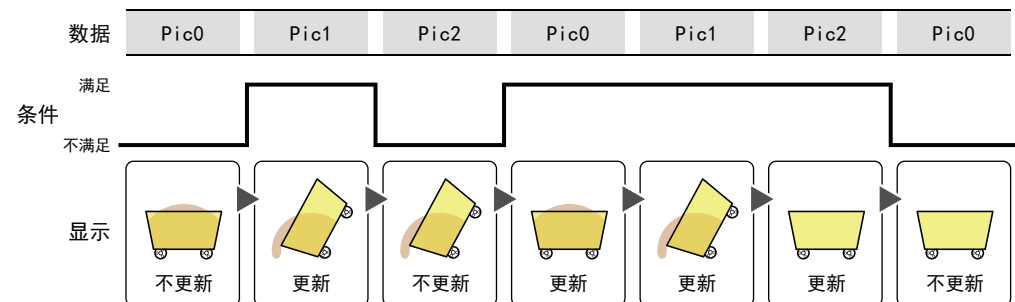 数据 Pic0 Pic1 Pic2 Pic0 Pic1 Pic2 Pic0
满足
条件
不满足
显示
不更新 更新 不更新 更新 更新 更新 不更新